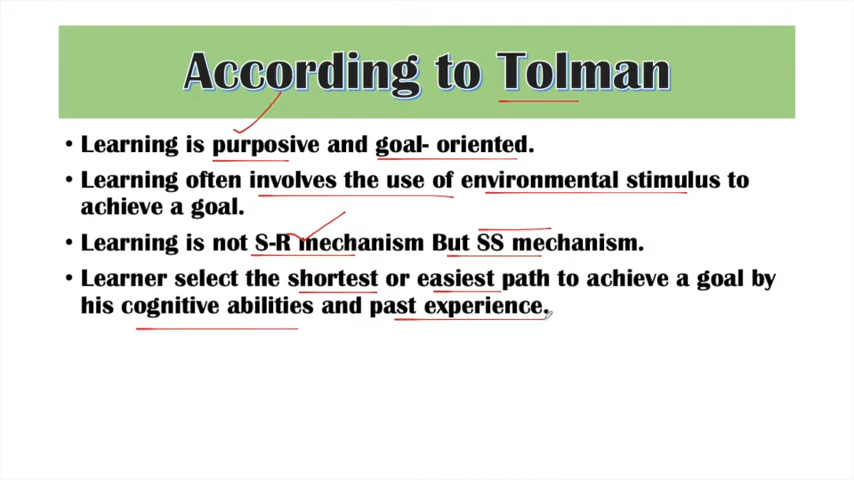 According to Tolman
• Learning is purposive and goal- oriented.
• Learning often involves the use of environmental stimulus to
achieve a goal.
• Learning is not S-R mechanism But SS mechanism.
• Learner select the shortest or easiest path to achieve a goal by
his cognitive abilities and past experience.